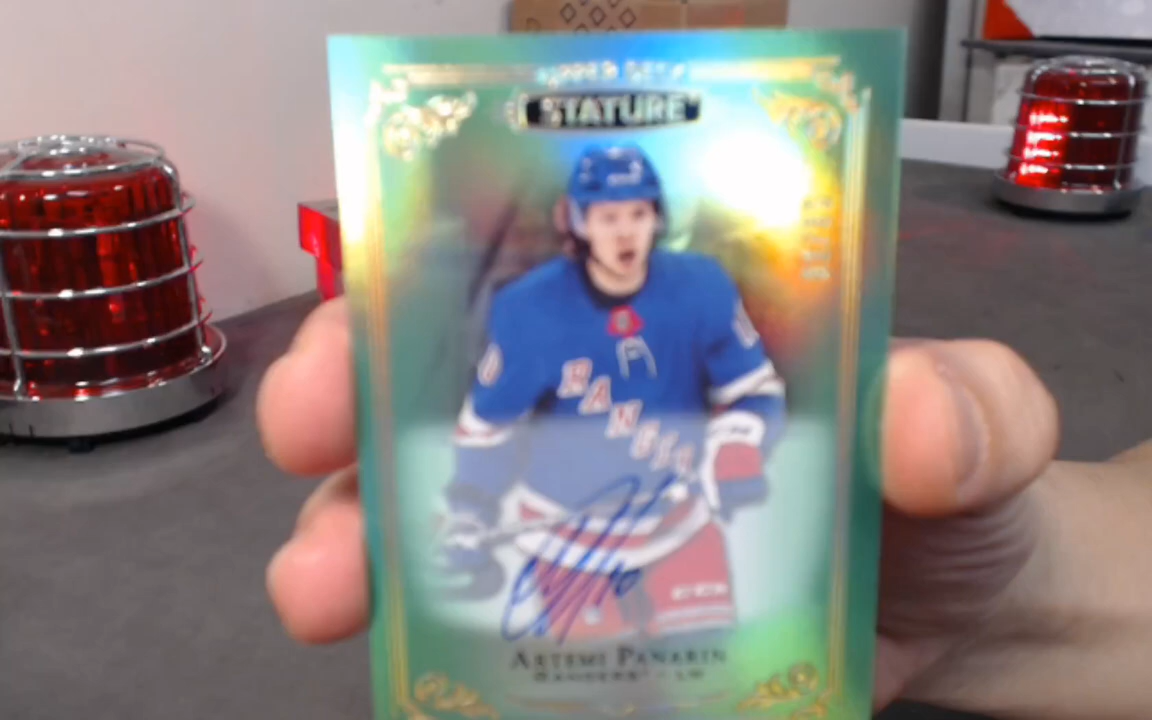 UPPER DECK
STATURE
A
RANGERS
ARTEMI PANARIN
RANGERS - LW